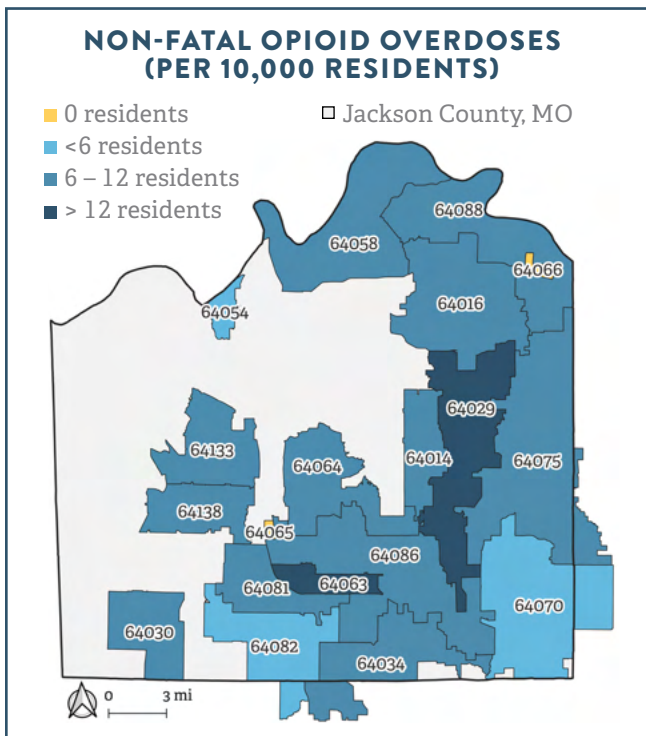 NON-FATAL OPIOID OVERDOSES
(PER 10,000 RESIDENTS)
0 residents
Jackson County, MO
<6 residents
6 – 12 residents
> 12 residents
64088
64058
64066
64016
64054
64029
64133
64064
64014
64075
64138
64065
64086
64081
64063
64070
64030
64082
64034
0 3 mi